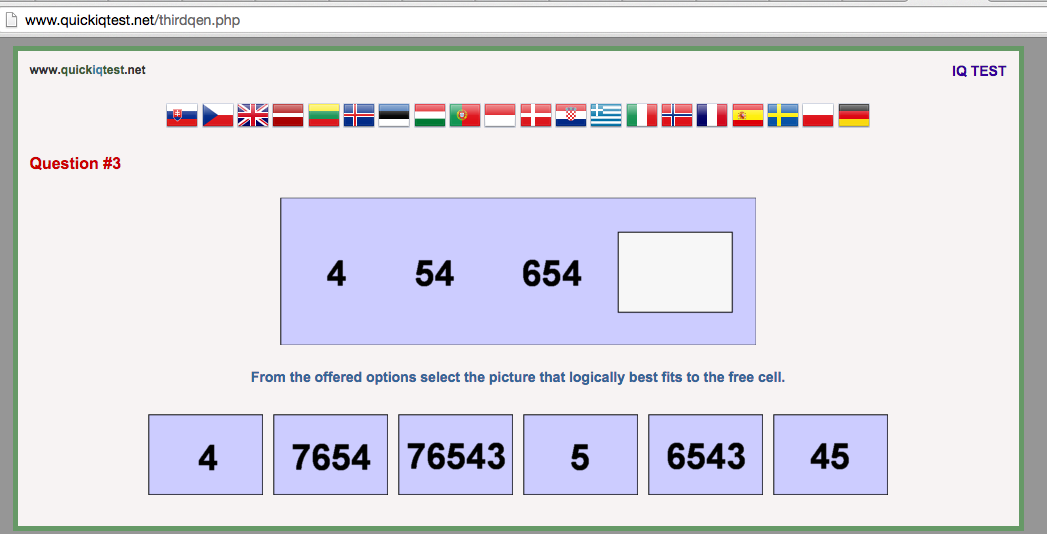 www.quickiqtest.net/thirdqen.php
www.quickiqtest.net IQ TEST
Question #3
4 54 654
From the offered options select the picture that logically best fits to the free cell.
4 7654 76543 5 6543 45